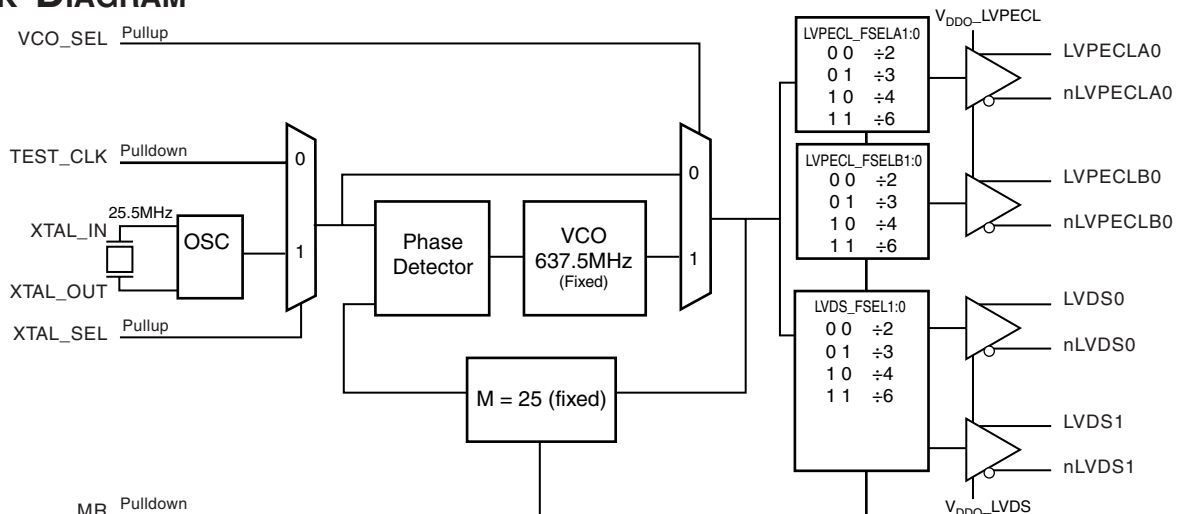 K DIAGRAM
VCO_SEL Pullup
TEST_CLK Pulldown
0
1
25.5MHz
XTAL_IN
OSC
XTAL_OUT
XTAL_SEL Pullup
Phase
Detector
VCO
637.5MHz
(Fixed)
0
1
M = 25 (fixed)
MR Pulldown
LVPECL_FSELA1:0
0 0 ÷2
0 1 ÷3
1 0 ÷4
1 1 ÷6
LVPECL_FSELB1:0
0 0 ÷2
0 1 ÷3
1 0 ÷4
1 1 ÷6
LVDS_FSEL1:0
0 0 ÷2
0 1 ÷3
1 0 ÷4
1 1 ÷6
VDDO_LVPECL
LVPECLA0
nLVPECLA0
LVPECLB0
nLVPECLB0
LVDS0
nLVDS0
LVDS1
nLVDS1
VDDO_LVDS